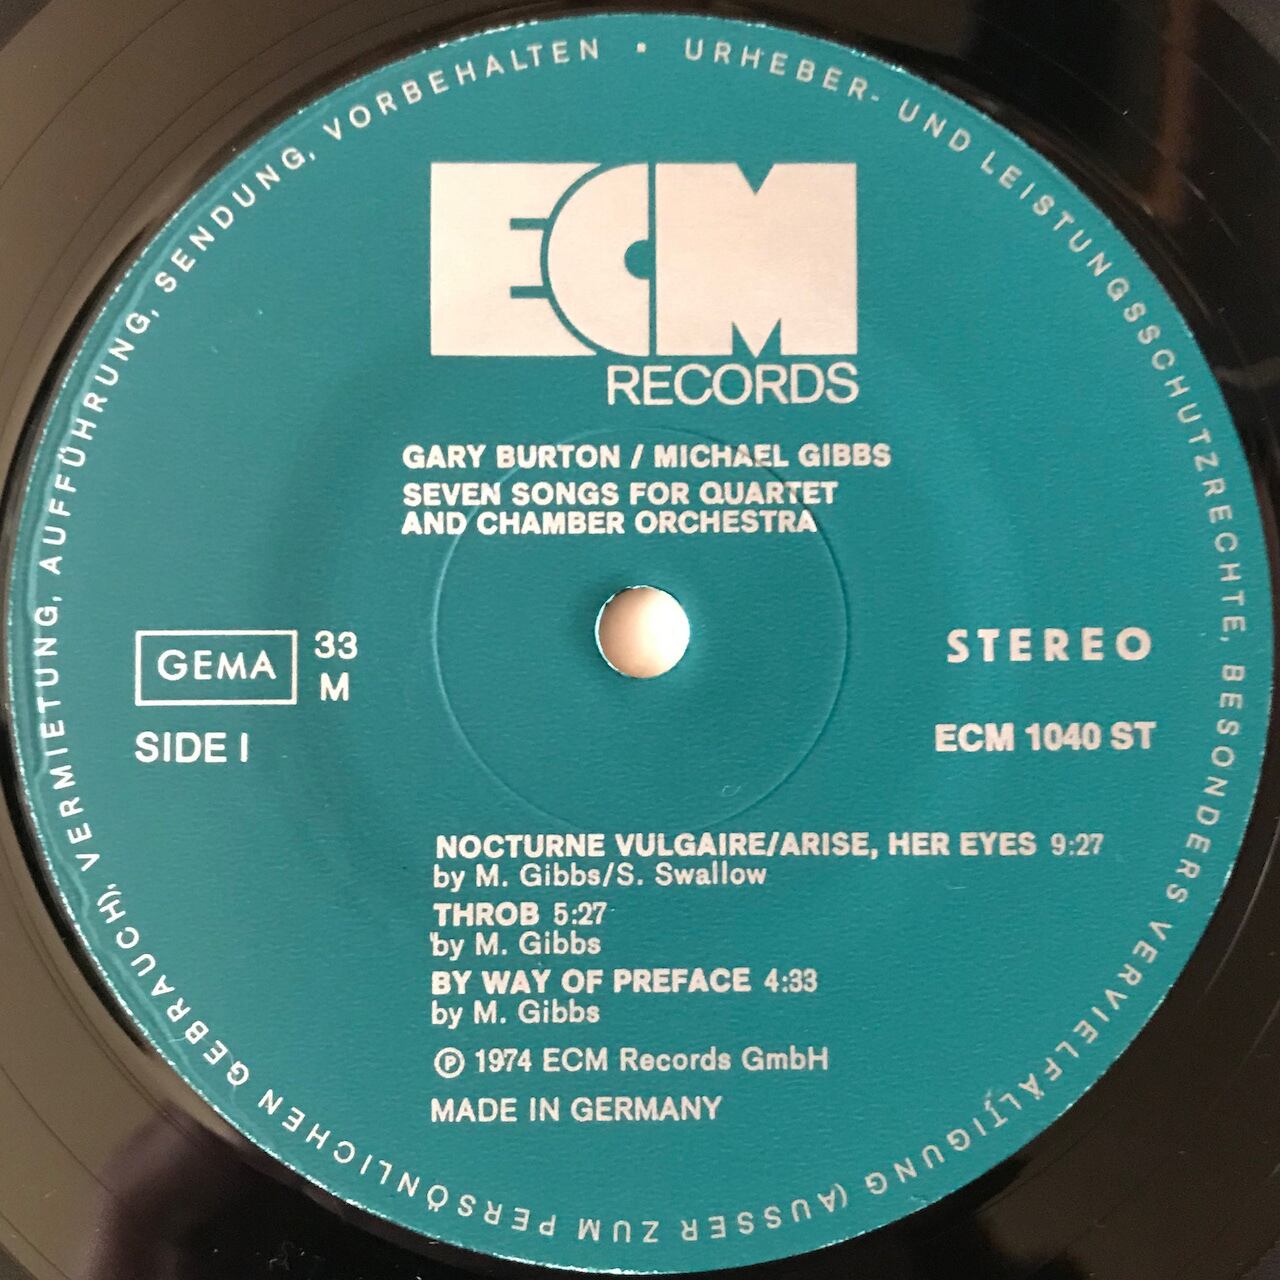 URHEBER- UND LEISTUNGSSCHUTZRECHTE, BESONDERS VERVIELFÄLTIGUNG (AUSSER ZUM PERSÖNLICHEN GEBRAUCH), VERMIETUNG, AUFFÜHRUNG, SENDUNG, VORBEHALTEN •
ECM
RECORDS
GARY BURTON / MICHAEL GIBBS
SEVEN SONGS FOR QUARTET
AND CHAMBER ORCHESTRA
GEMA
33
M
STEREO
SIDE I
ECM 1040 ST
NOCTURNE VULGAIRE/ARISE, HER EYES 9:27
by M. Gibbs/S. Swallow
THROB 5:27
by M. Gibbs
BY WAY OF PREFACE 4:33
by M. Gibbs
℗ 1974 ECM Records GmbH
MADE IN GERMANY